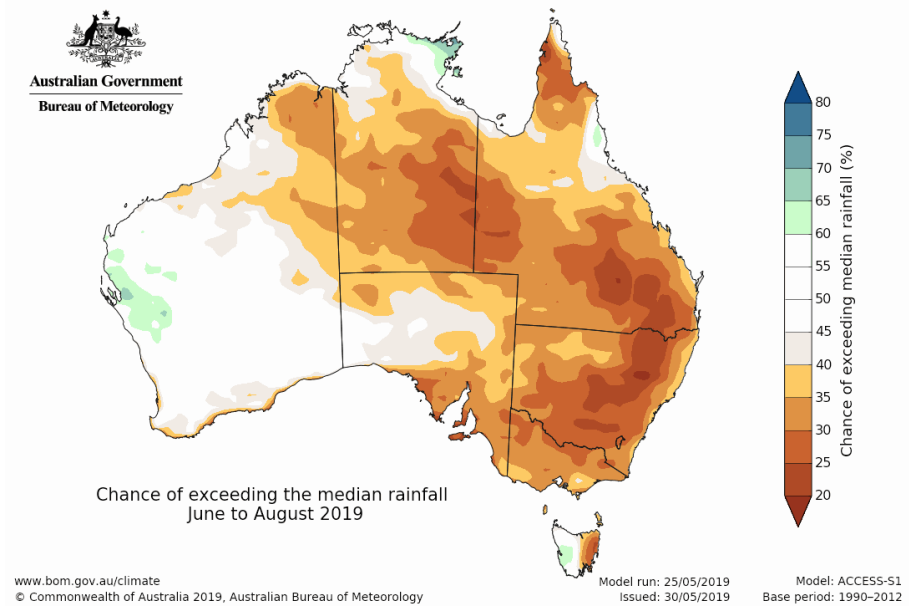 Australian Government
Bureau of Meteorology
80
75
70
65
60
55
50
45
40
35
30
25
20
Chance of exceeding median rainfall (%)
Chance of exceeding the median rainfall
June to August 2019
www.bom.gov.au/climate
© Commonwealth of Australia 2019, Australian Bureau of Meteorology
Model run: 25/05/2019
Issued: 30/05/2019
Model: ACCESS-S1
Base period: 1990–2012